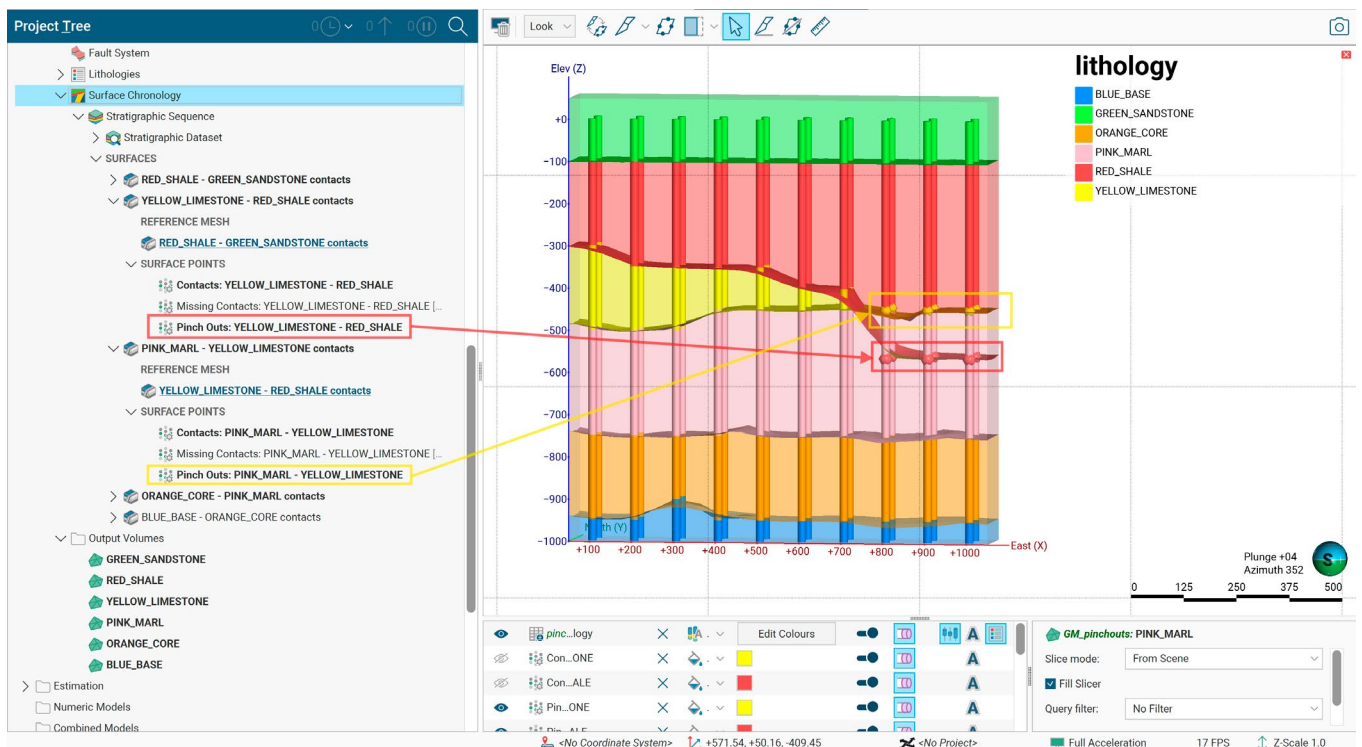 Project Tree
0
0
0
Look
Fault System
Lithologies
Surface Chronology
Stratigraphic Sequence
Stratigraphic Dataset
SURFACES
RED_SHALE - GREEN_SANDSTONE contacts
YELLOW_LIMESTONE - RED_SHALE contacts
REFERENCE MESH
RED_SHALE - GREEN_SANDSTONE contacts
SURFACE POINTS
Contacts: YELLOW_LIMESTONE - RED_SHALE
Missing Contacts: YELLOW_LIMESTONE - RED_SHALE [...
Pinch Outs: YELLOW_LIMESTONE - RED_SHALE
PINK_MARL - YELLOW_LIMESTONE contacts
REFERENCE MESH
YELLOW_LIMESTONE - RED_SHALE contacts
SURFACE POINTS
Contacts: PINK_MARL - YELLOW_LIMESTONE
Missing Contacts: PINK_MARL - YELLOW_LIMESTONE [...
Pinch Outs: PINK_MARL - YELLOW_LIMESTONE
ORANGE_CORE - PINK_MARL contacts
BLUE_BASE - ORANGE_CORE contacts
Output Volumes
GREEN_SANDSTONE
RED_SHALE
YELLOW_LIMESTONE
PINK_MARL
ORANGE_CORE
BLUE_BASE
Estimation
Numeric Models
Combined Models
Elev (Z)
+0
-100
-200
-300
-400
-500
-600
-700
-800
-900
-1000
+100 +200 +300 +400 +500 +600 +700 +800 +900 +1000
East (X)
lithology
BLUE_BASE
GREEN_SANDSTONE
ORANGE_CORE
PINK_MARL
RED_SHALE
YELLOW_LIMESTONE
Plunge +04
Azimuth 352
S
0 125 250 375 500
pinc...logy Edit Colours A
Con...ONE A
Con...ALE A
Pin...ONE A
GM_pinchouts: PINK_MARL
Slice mode: From Scene
Fill Slicer
Query filter: No Filter
<No Coordinate System> +571.54, +50.16, -409.45 <No Project> Full Acceleration 17 FPS Z-Scale 1.0